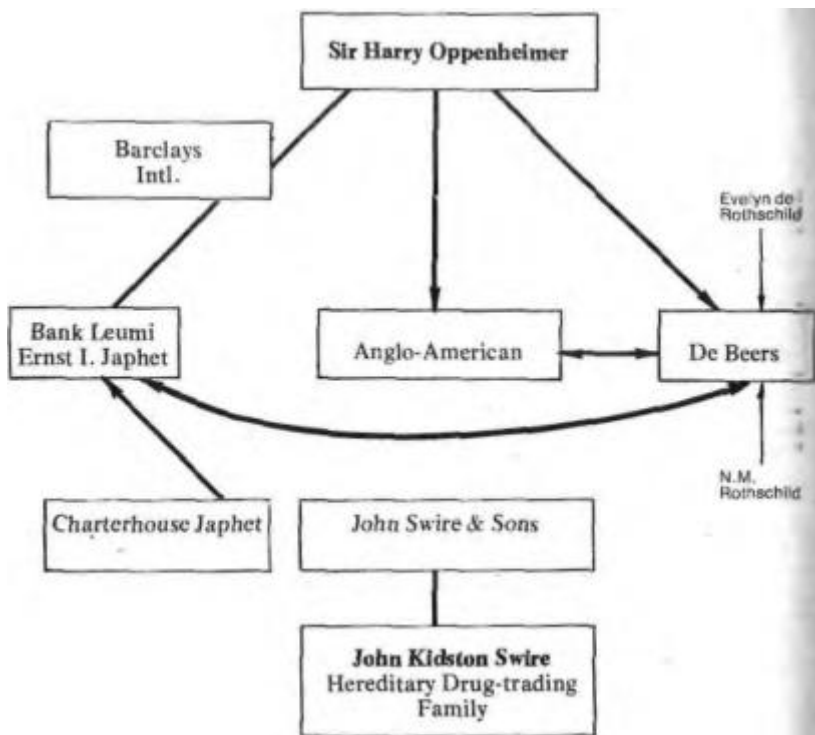 Sir Harry Oppenheimer
Barclays
Intl.
Evelyn de
Rothschild
Bank Leumi
Ernst I. Japhet
Anglo-American
De Beers
N.M.
Rothschild
Charterhouse Japhet
John Swire & Sons
John Kidston Swire
Hereditary Drug-trading
Family